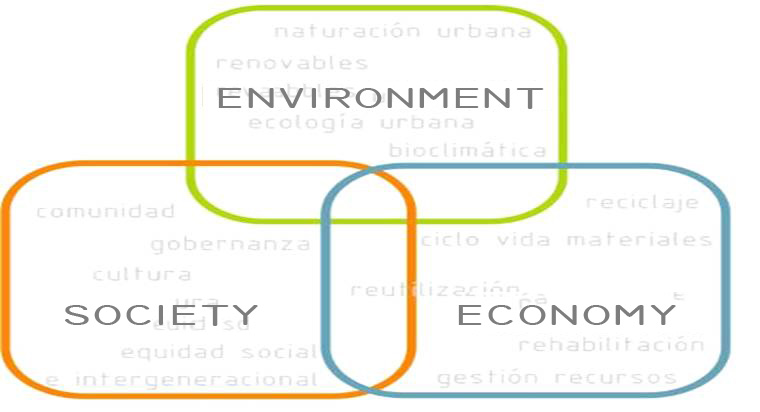 naturación urbana
renovables
ENVIRONMENT
ecología urbana
bioclimática
comunidad
gobernanza
cultura
SOCIETY
equidad social
e intergeneracional
reciclaje
ciclo vida materiales
reutilización
ECONOMY
rehabilitación
gestión recursos